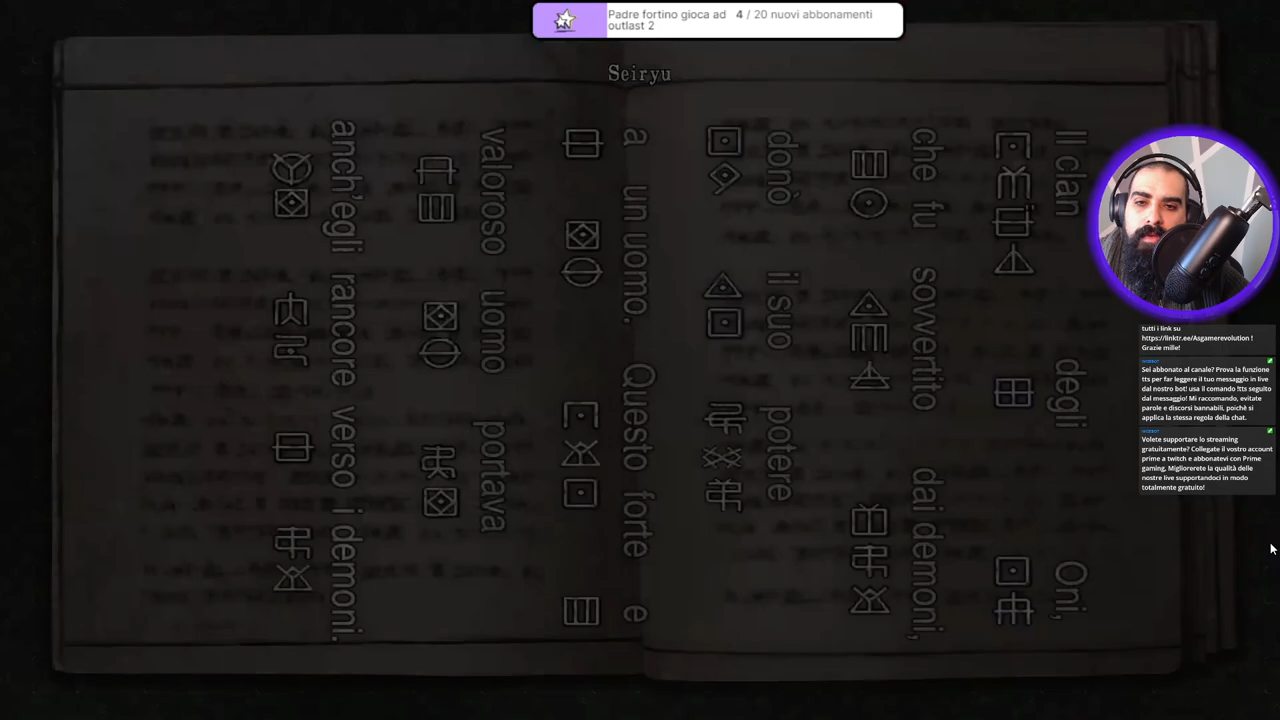 Padre fortino gioca ad
outlast 2
4 / 20 nuovi abbonamenti
Seiryu
Il clan degli Oni,
che fu sovvertito dai demoni,
donò il suo potere
a un uomo. Questo forte e
valoroso uomo portava
anch'egli rancore verso i demoni.
tutti i link su
https://linktr.ee/Asgamerevolution !
Grazie mille!
Sei abbonato al canale? Prova la funzione
tts per far leggere il tuo messaggio in live
dal nostro bot! usa il comando !tts seguito
dal messaggio! Mi raccomando, evitate
parole e discorsi bannabili, poichè si
applica la stessa regola della chat.
Volete supportare lo streaming
gratuitamente? Collegate il vostro account
prime a twitch e abbonatevi con Prime
gaming, Migliorerete la qualità delle
nostre live supportandoci in modo
totalmente gratuito!